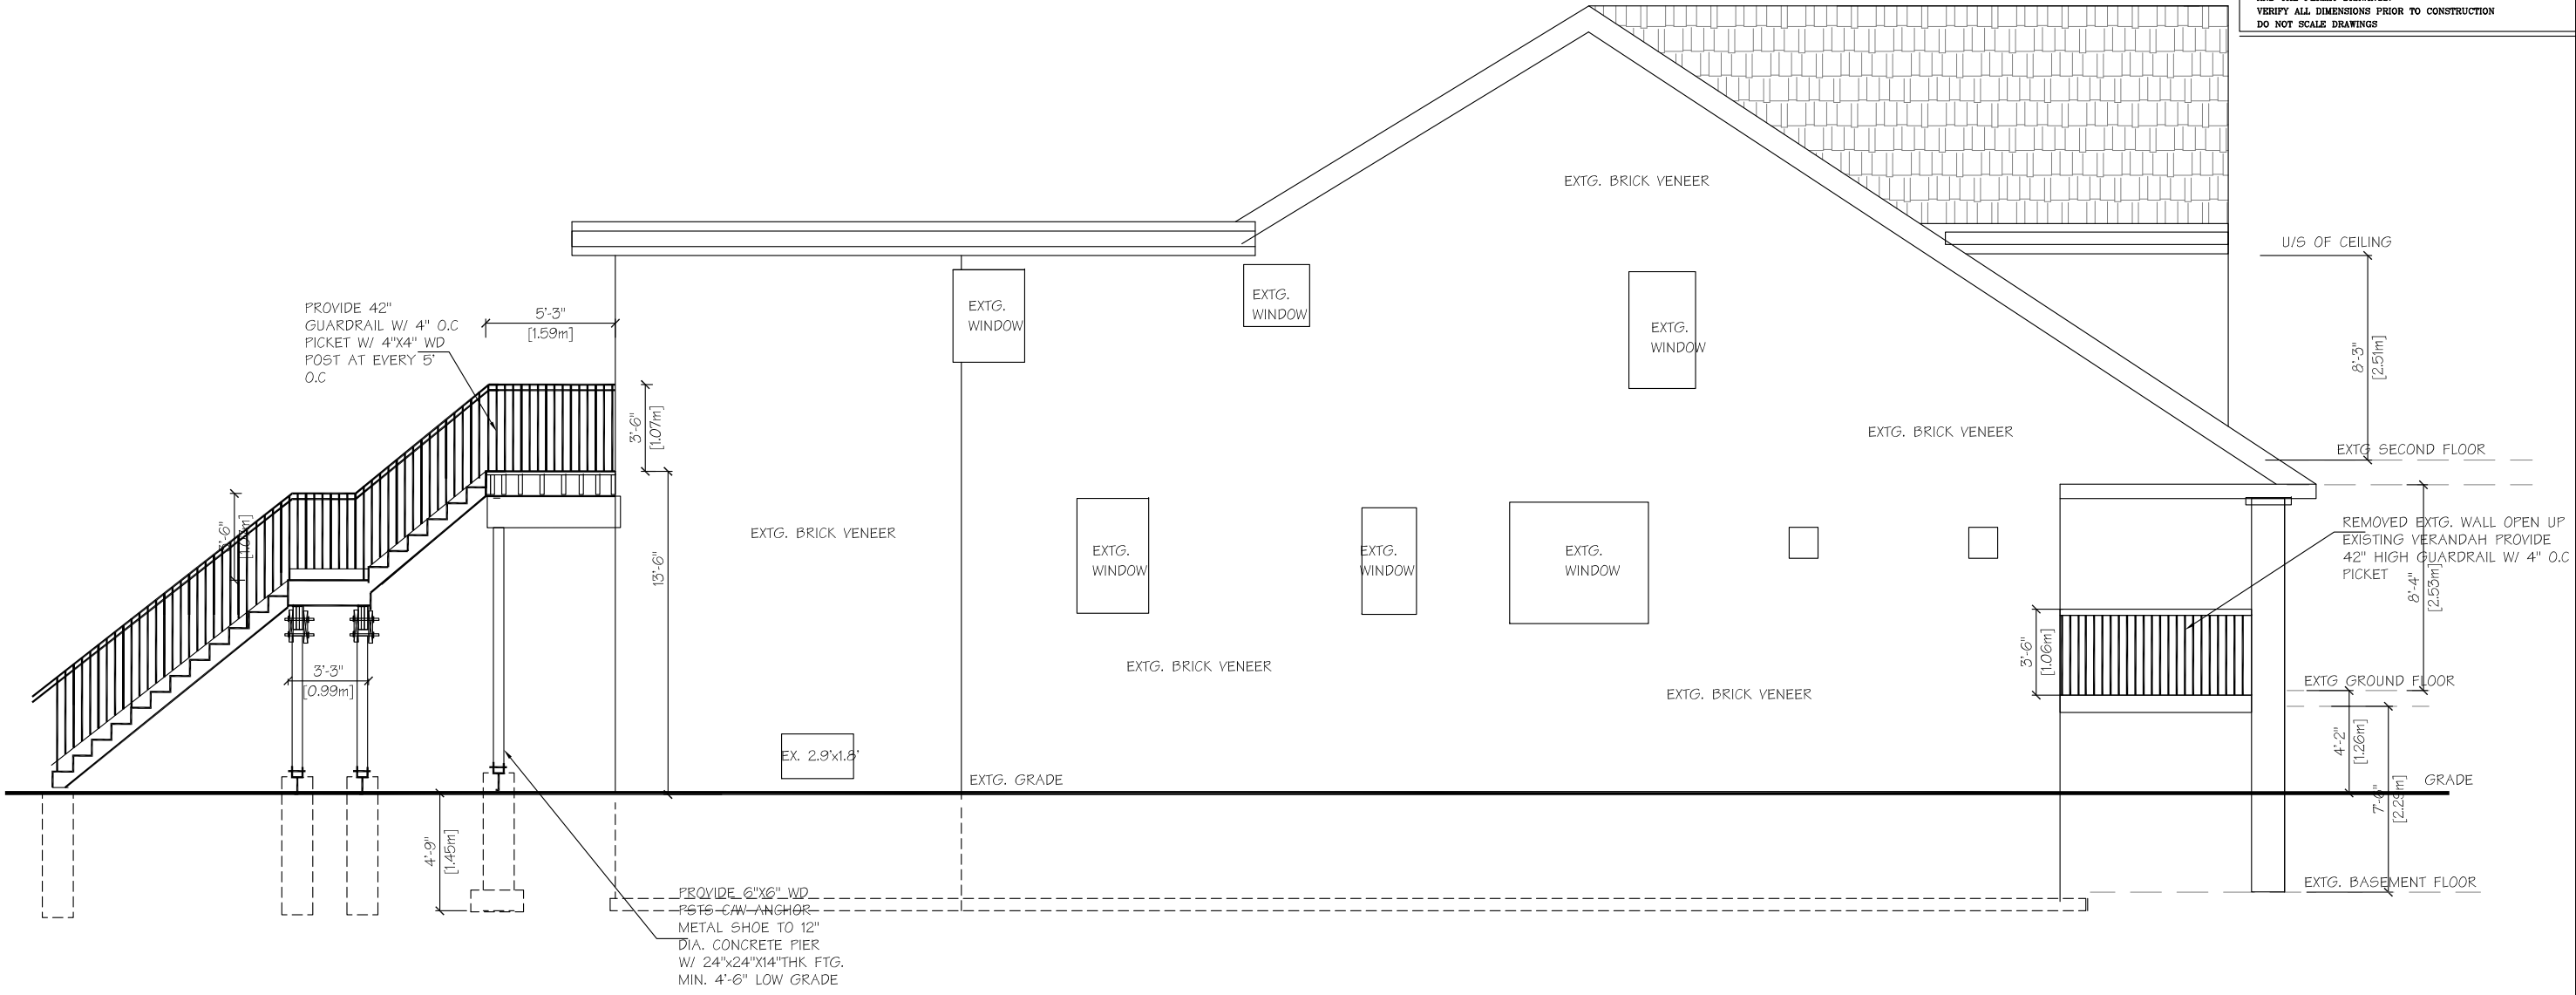 VERIFY ALL DIMENSIONS PRIOR TO CONSTRUCTION
DO NOT SCALE DRAWINGS
EXTG. BRICK VENEER
U/S OF CEILING
PROVIDE 42"
GUARDRAIL W/ 4" O.C
PICKET W/ 4"X4" WD
POST AT EVERY 5'
O.C
5'-3"
[1.59m]
EXTG.
WINDOW
EXTG.
WINDOW
EXTG.
WINDOW
8'-3"
[2.51m]
3'-6"
[1.07m]
EXTG. BRICK VENEER
EXTG SECOND FLOOR
EXTG. BRICK VENEER
13'-6"
EXTG.
WINDOW
EXTG.
WINDOW
EXTG.
WINDOW
REMOVED EXTG. WALL OPEN UP
EXISTING VERANDAH PROVIDE
42" HIGH GUARDRAIL W/ 4" O.C
PICKET
8'-4"
[2.53m]
3'-6"
[1.06m]
3'-3"
[0.99m]
EXTG. BRICK VENEER
EXTG. BRICK VENEER
EXTG GROUND FLOOR
4'-2"
[1.26m]
EX. 2.9'x1.8'
EXTG. GRADE
GRADE
7'-6"
[2.29m]
4'-9"
[1.45m]
EXTG. BASEMENT FLOOR
PROVIDE 6"X6" WD
PSTS C/W ANCHOR
METAL SHOE TO 12"
DIA. CONCRETE PIER
W/ 24"x24"X14"THK FTG.
MIN. 4'-6" LOW GRADE